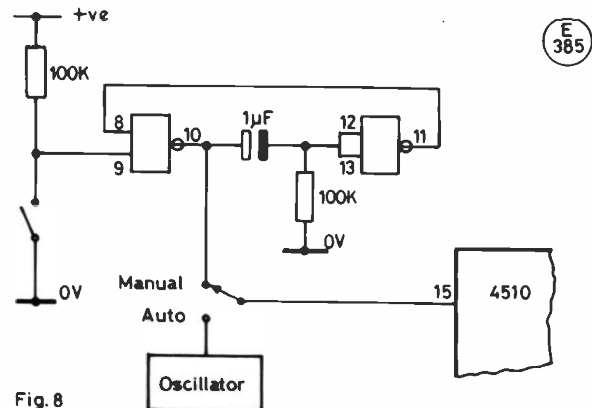 +ve
E
385
100K
8
9
10
1µF
12
13
11
100K
0V
0V
Manual
Auto
15
4510
Oscillator
Fig. 8